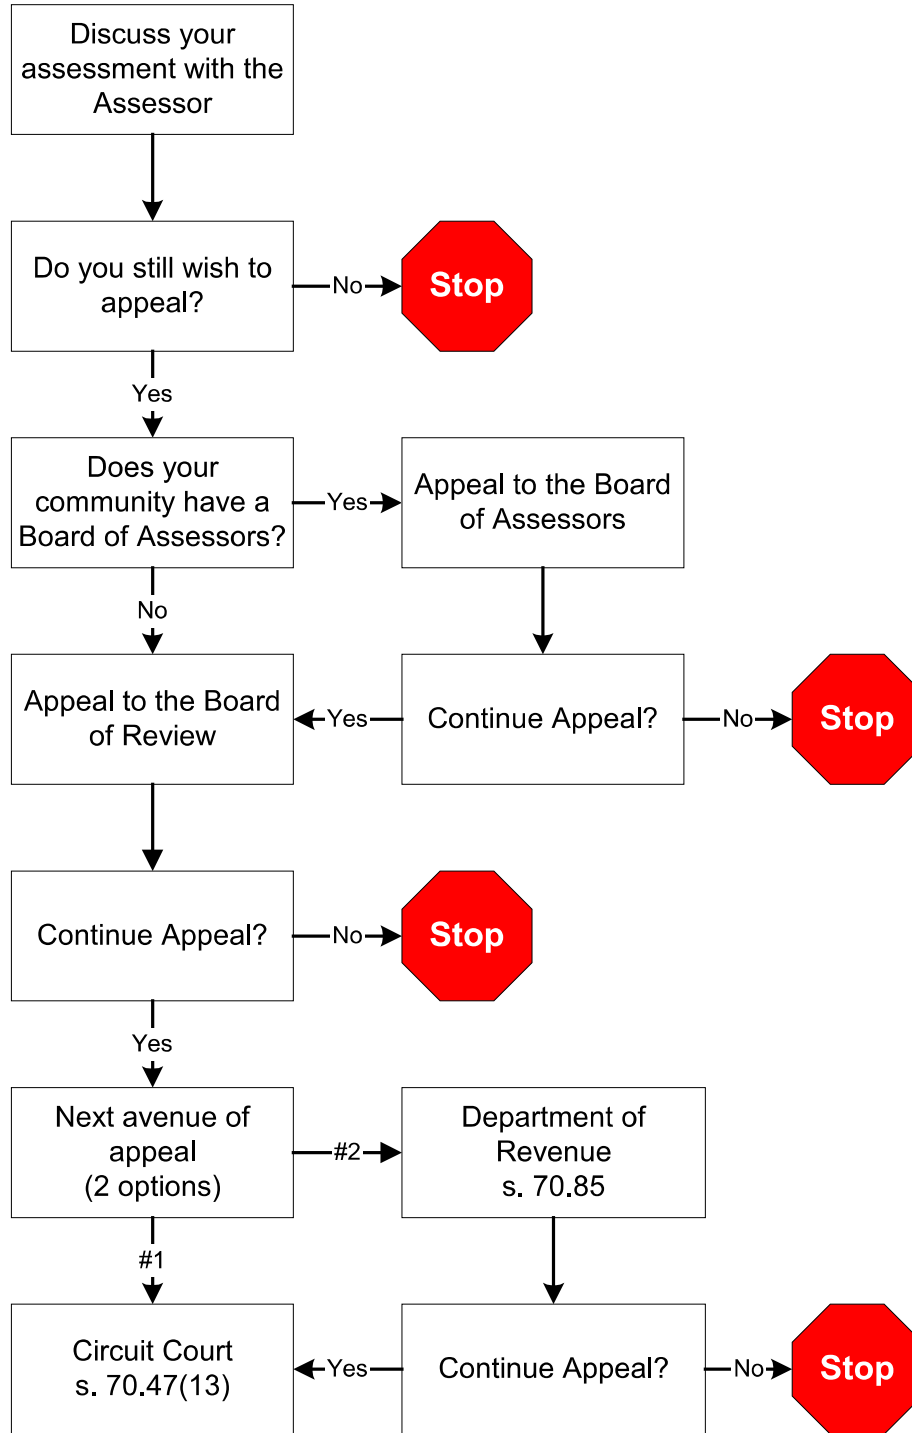 Discuss your
assessment with the
Assessor
Do you still wish to
appeal?
No
Stop
Yes
Does your
community have a
Board of Assessors?
Yes
Appeal to the Board
of Assessors
No
Appeal to the Board
of Review
Yes
Continue Appeal?
No
Stop
Continue Appeal?
No
Stop
Yes
Next avenue of
appeal
(2 options)
#2
Department of
Revenue
s. 70.85
#1
Circuit Court
s. 70.47(13)
Yes
Continue Appeal?
No
Stop